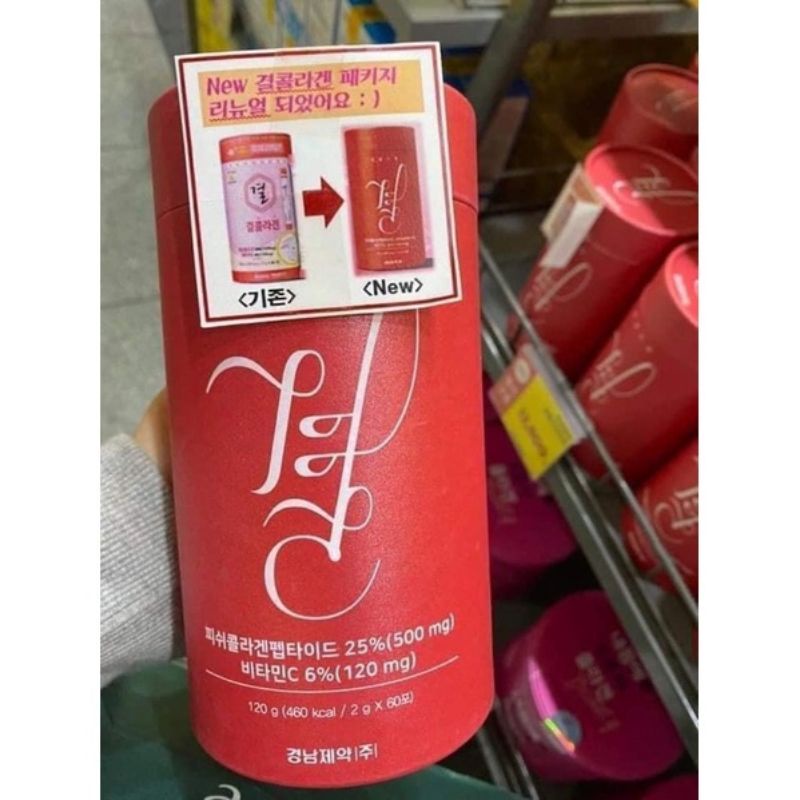 New 결콜라겐 패키지
리뉴얼 되었어요 : )
결
결콜라겐
결
<기존>
<New>
결
피쉬콜라겐펩타이드 25%(500 mg)
비타민C 6%(120 mg)
120 g (460 kcal / 2 g X 60포)
경남제약(주)